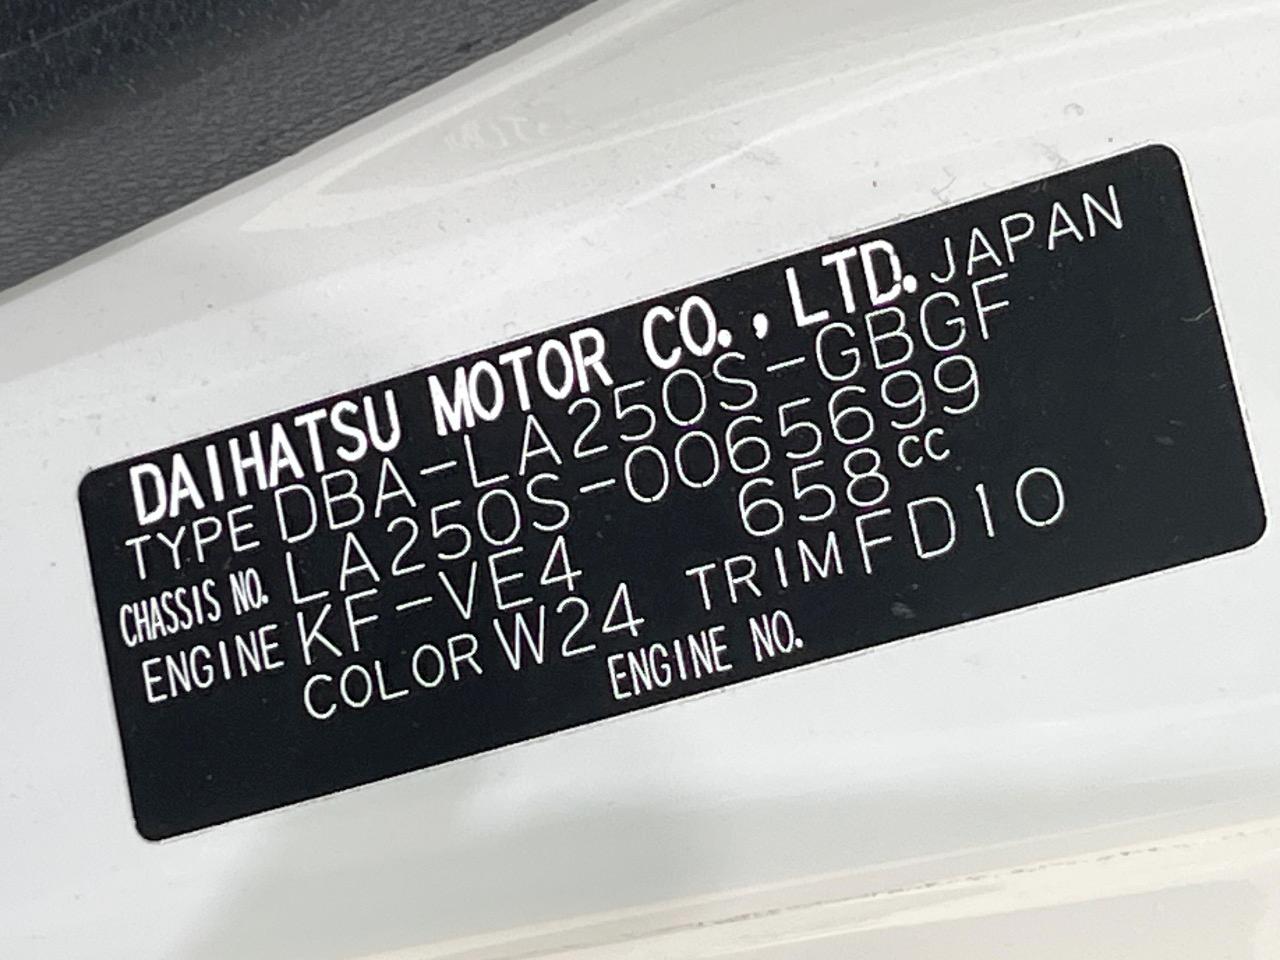 DAIHATSU MOTOR CO., LTD. JAPAN
TYPE DBA-LA250S-GBGF
CHASSIS NO. LA250S-0065699
ENGINE KF-VE4 658cc
COLOR W24 TRIM FD10
ENGINE NO.